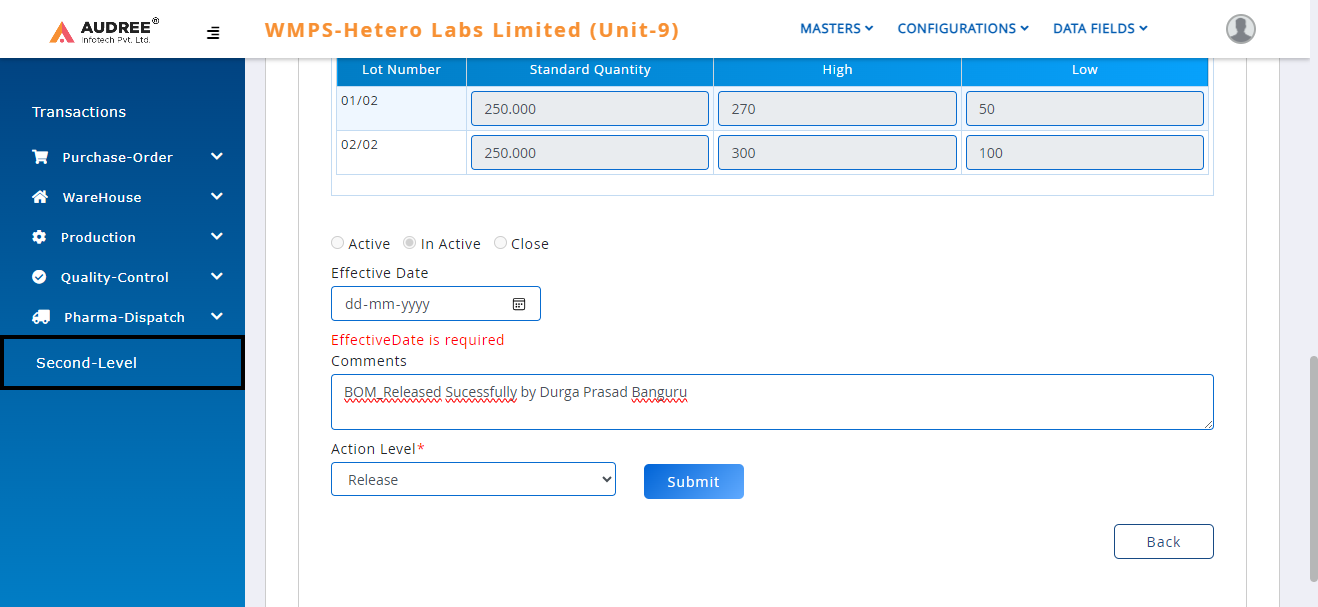 AUDREE®
Infotech Pvt. Ltd.
WMPS-Hetero Labs Limited (Unit-9)
MASTERS CONFIGURATIONS DATA FIELDS
Transactions
Purchase-Order
WareHouse
Production
Quality-Control
Pharma-Dispatch
Second-Level
Lot Number Standard Quantity High Low
01/02 250.000 270 50
02/02 250.000 300 100
Active In Active Close
Effective Date
dd-mm-yyyy
EffectiveDate is required
Comments
BOM_Released Sucessfully by Durga Prasad Banguru
Action Level*
Release Submit
Back